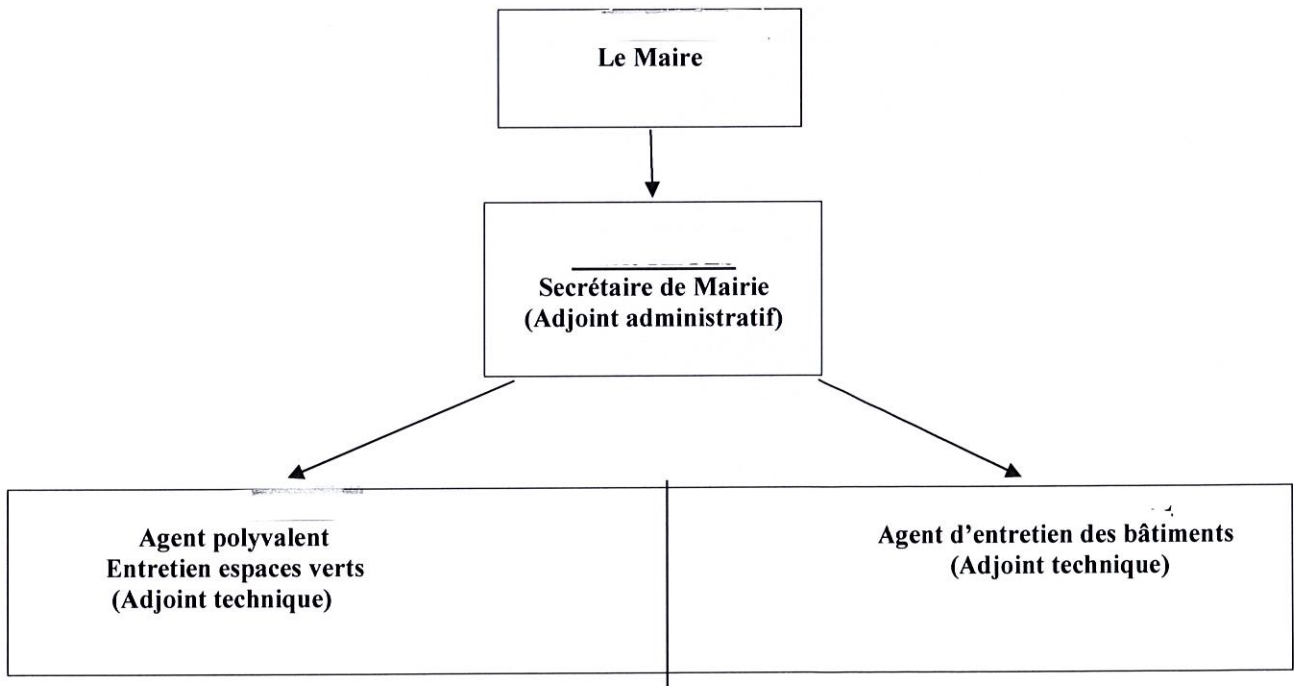 Le Maire
Secrétaire de Mairie
(Adjoint administratif)
Agent polyvalent
Entretien espaces verts
(Adjoint technique)
Agent d’entretien des bâtiments
(Adjoint technique)